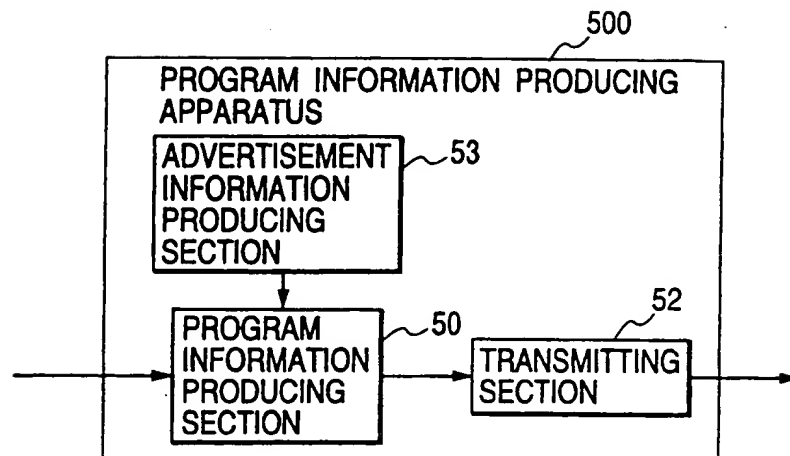 500
PROGRAM INFORMATION PRODUCING
APPARATUS
ADVERTISEMENT
INFORMATION
PRODUCING
SECTION
53
PROGRAM
INFORMATION
PRODUCING
SECTION
50
TRANSMITTING
SECTION
52